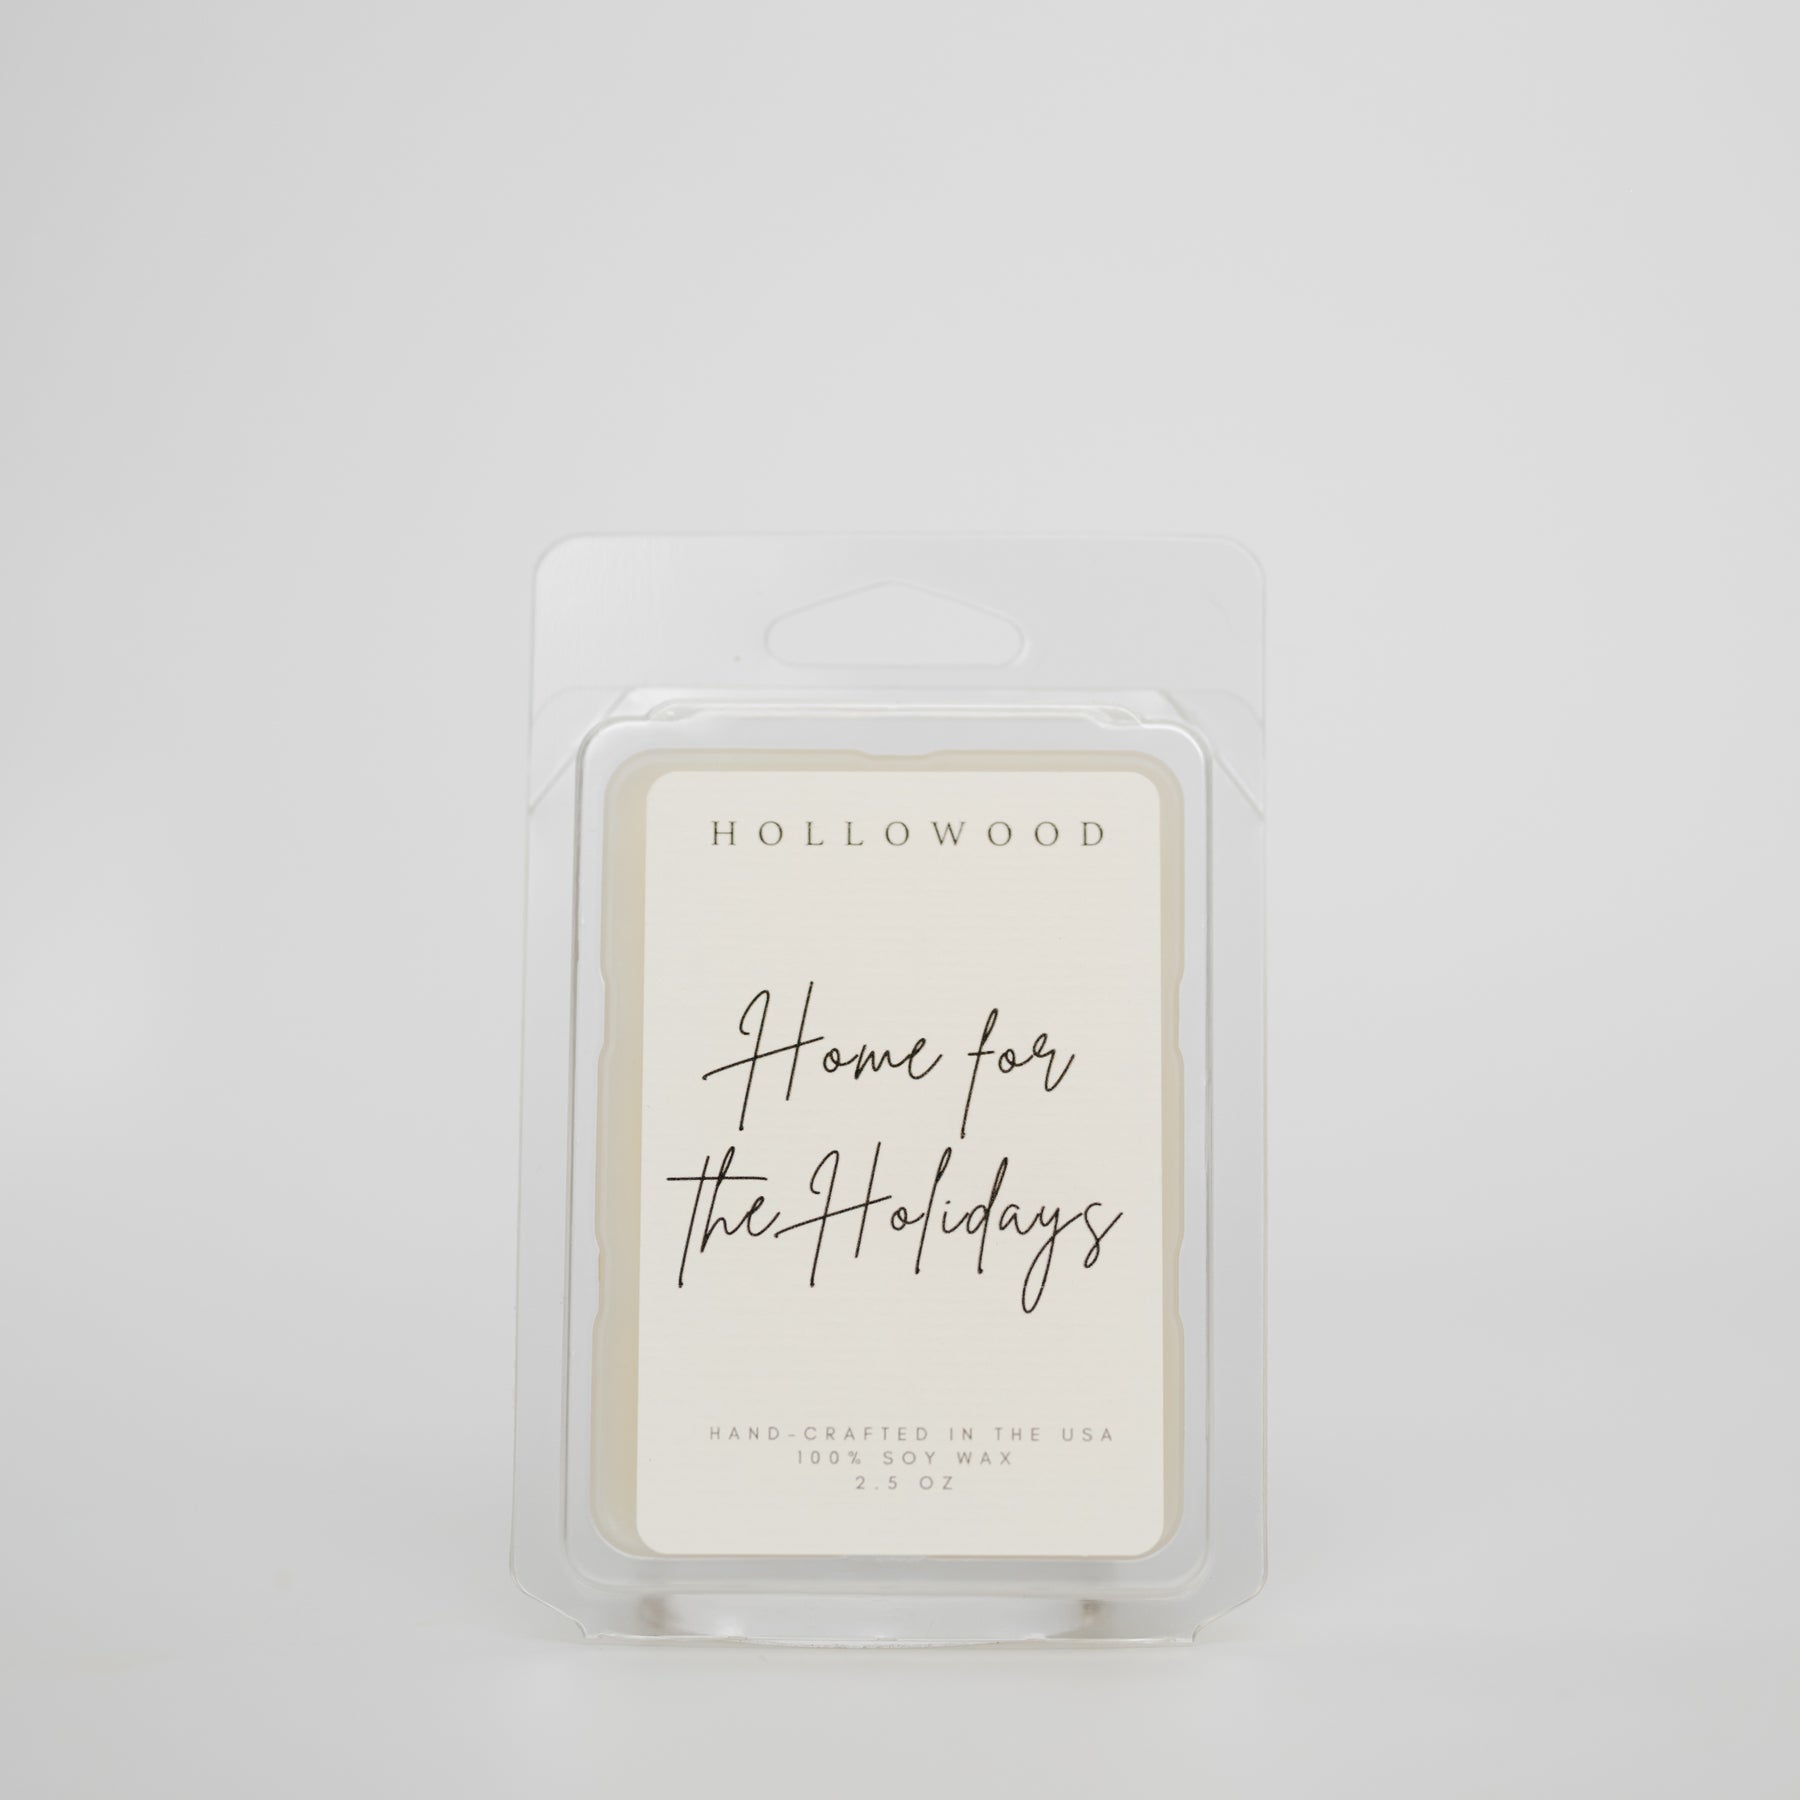 HOLLOWOOD
Home for
the Holidays
HAND-CRAFTED IN THE USA
100% SOY WAX
2.5 OZ